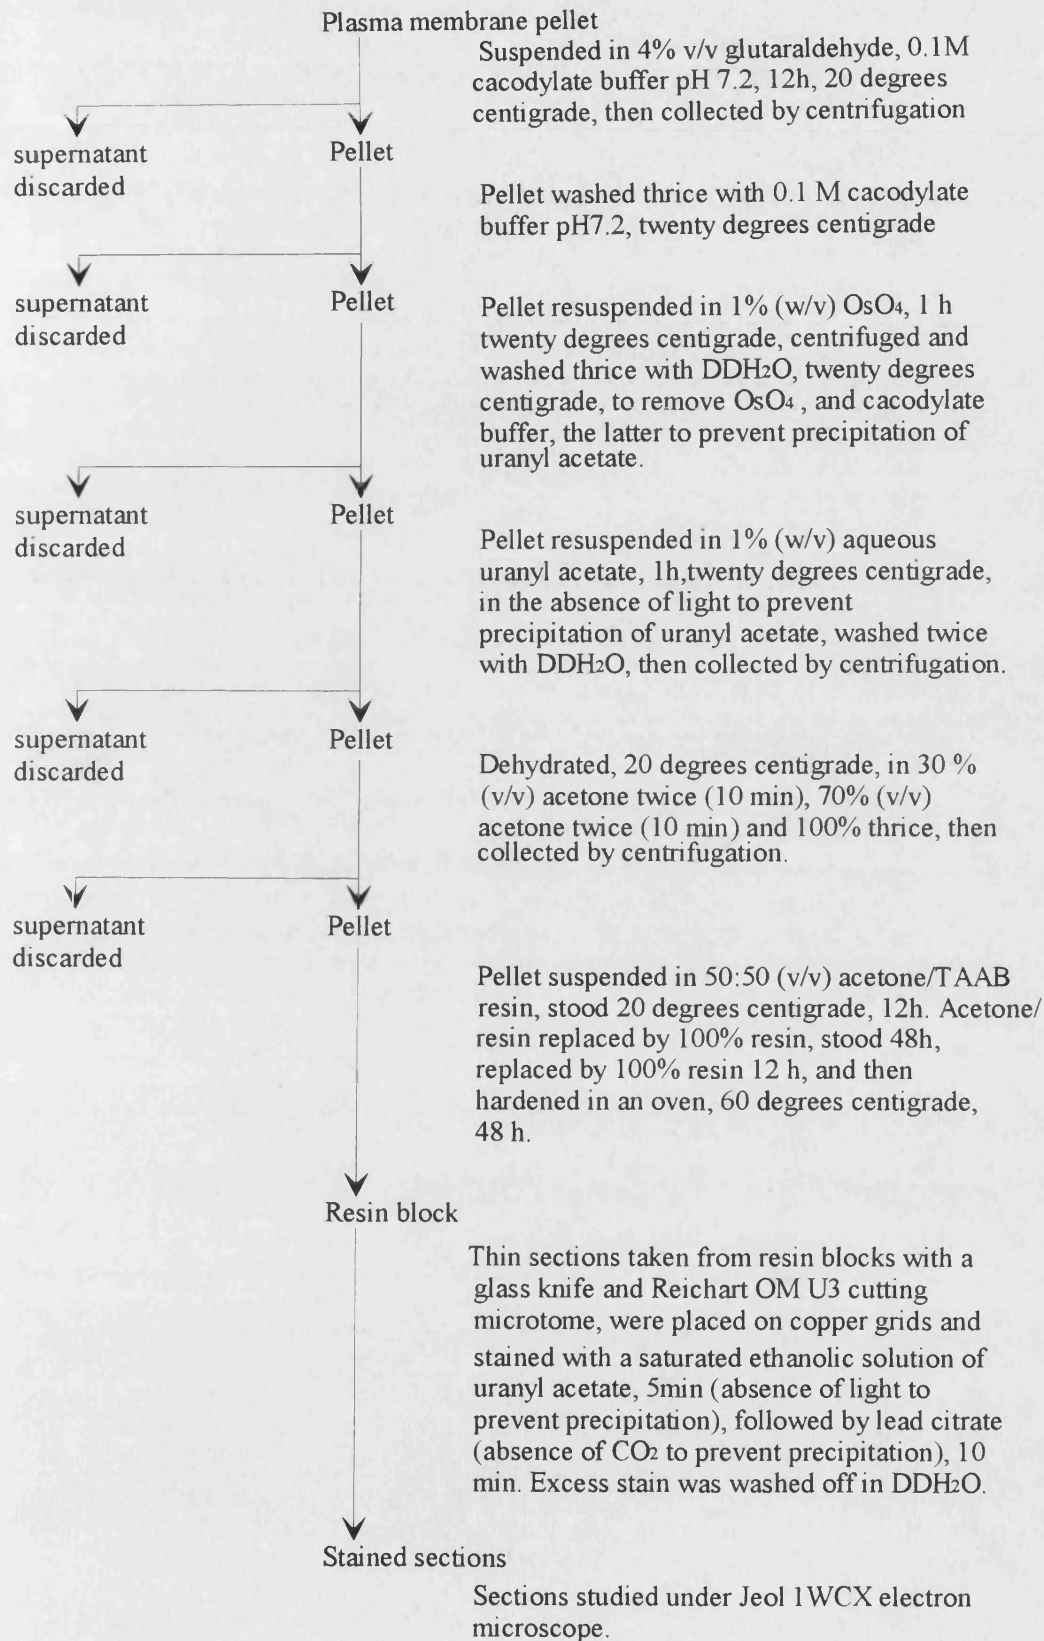 Plasma membrane pellet
Suspended in 4% v/v glutaraldehyde, 0.1M
cacodylate buffer pH 7.2, 12h, 20 degrees
centigrade, then collected by centrifugation
supernatant
discarded
Pellet
Pellet washed thrice with 0.1 M cacodylate
buffer pH7.2, twenty degrees centigrade
supernatant
discarded
Pellet
Pellet resuspended in 1% (w/v) OsO4, 1 h
twenty degrees centigrade, centrifuged and
washed thrice with DDH2O, twenty degrees
centigrade, to remove OsO4 , and cacodylate
buffer, the latter to prevent precipitation of
uranyl acetate.
supernatant
discarded
Pellet
Pellet resuspended in 1% (w/v) aqueous
uranyl acetate, 1h,twenty degrees centigrade,
in the absence of light to prevent
precipitation of uranyl acetate, washed twice
with DDH2O, then collected by centrifugation.
supernatant
discarded
Pellet
Dehydrated, 20 degrees centigrade, in 30 %
(v/v) acetone twice (10 min), 70% (v/v)
acetone twice (10 min) and 100% thrice, then
collected by centrifugation.
supernatant
discarded
Pellet
Pellet suspended in 50:50 (v/v) acetone/TAAB
resin, stood 20 degrees centigrade, 12h. Acetone/
resin replaced by 100% resin, stood 48h,
replaced by 100% resin 12 h, and then
hardened in an oven, 60 degrees centigrade,
48 h.
Resin block
Thin sections taken from resin blocks with a
glass knife and Reichart OM U3 cutting
microtome, were placed on copper grids and
stained with a saturated ethanolic solution of
uranyl acetate, 5min (absence of light to
prevent precipitation), followed by lead citrate
(absence of CO2 to prevent precipitation), 10
min. Excess stain was washed off in DDH2O.
Stained sections
Sections studied under Jeol 1WCX electron
microscope.